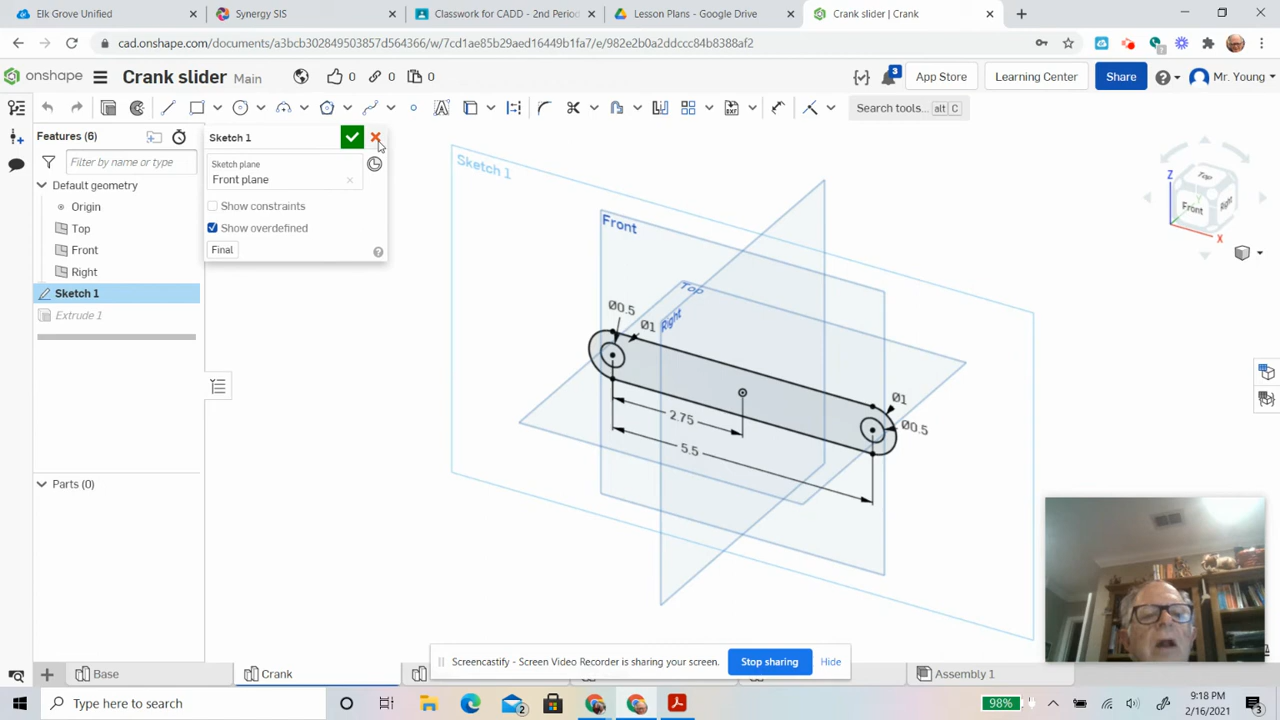 Elk Grove Unified
Synergy SIS
Classwork for CADD - 2nd Period
Lesson Plans - Google Drive
Crank slider | Crank
cad.onshape.com/documents/a3bcb302849503857d564366/w/7cd1ae85b29aed16449b1fa7/e/982e2b0a2ddccc84b8388af2
onshape
Crank slider Main
0
0
0
3
App Store
Learning Center
Share
Mr. Young
Search tools... alt C
Features (6)
Filter by name or type
Default geometry
Origin
Top
Front
Right
Sketch 1
Extrude 1
Parts (0)
Sketch 1
Sketch plane
Front plane
Show constraints
Show overdefined
Final
Sketch 1
Front
Top
Right
Ø0.5
Ø1
2.75
5.5
Ø1
Ø0.5
Top
Front
Right
Z
Y
X
Screencastify - Screen Video Recorder is sharing your screen.
Stop sharing
Hide
Base
Crank
Assembly 1
Type here to search
2
98%
9:18 PM
2/16/2021
3